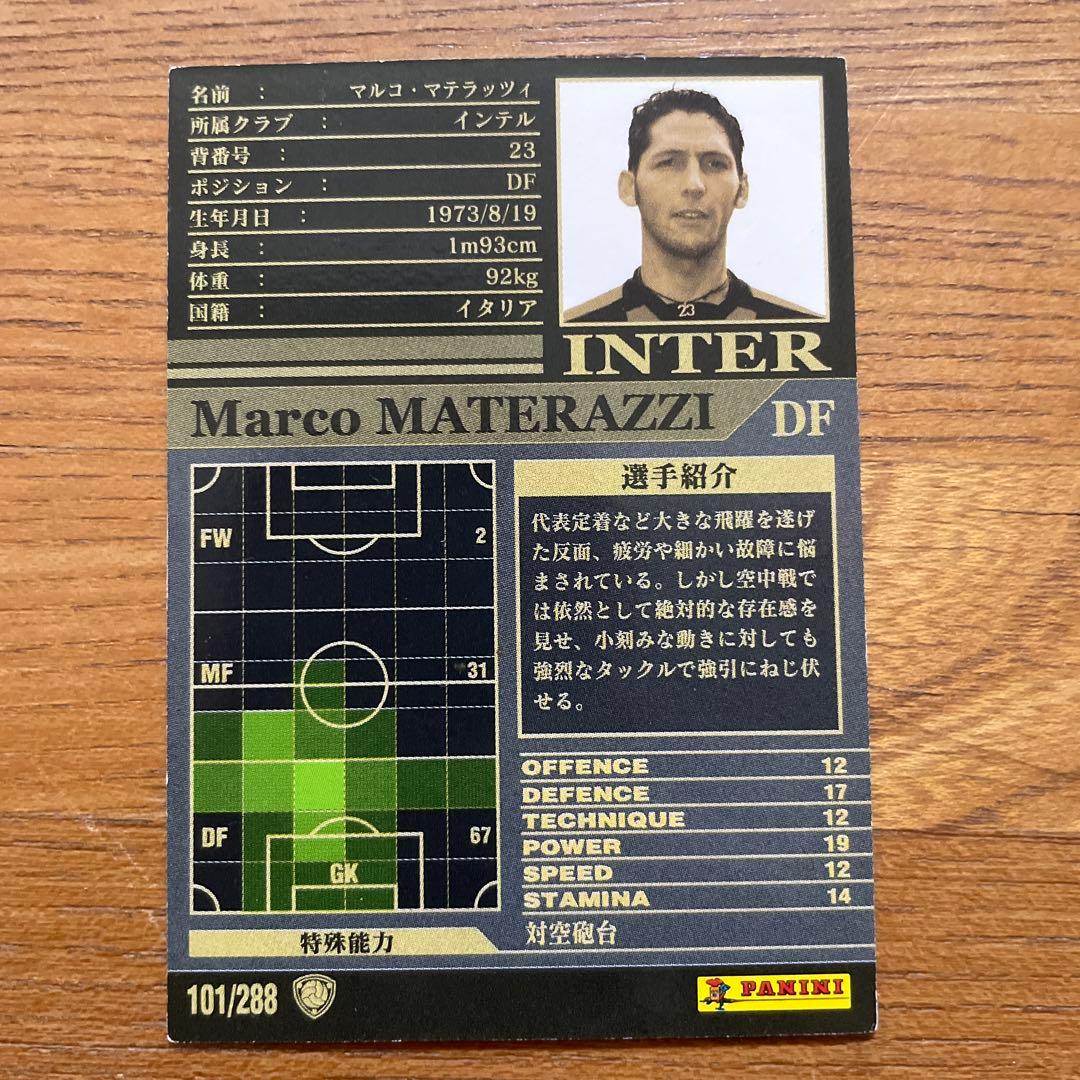 名前 : マルコ・マテラッツィ
所属クラブ : インテル
背番号 : 23
ポジション : DF
生年月日 : 1973/8/19
身長 : 1m93cm
体重 : 92kg
国籍 : イタリア
23
INTER
Marco MATERAZZI DF
FW 2
MF 31
DF 67
GK
選手紹介
代表定着など大きな飛躍を遂げ
た反面、疲労や細かい故障に悩
まされている。しかし空中戦で
は依然として絶対的な存在感を
見せ、小刻みな動きに対しても
強烈なタックルで強引にねじ伏
せる。
OFFENCE 12
DEFENCE 17
TECHNIQUE 12
POWER 19
SPEED 12
STAMINA 14
特殊能力 対空砲台
101/288
PANINI